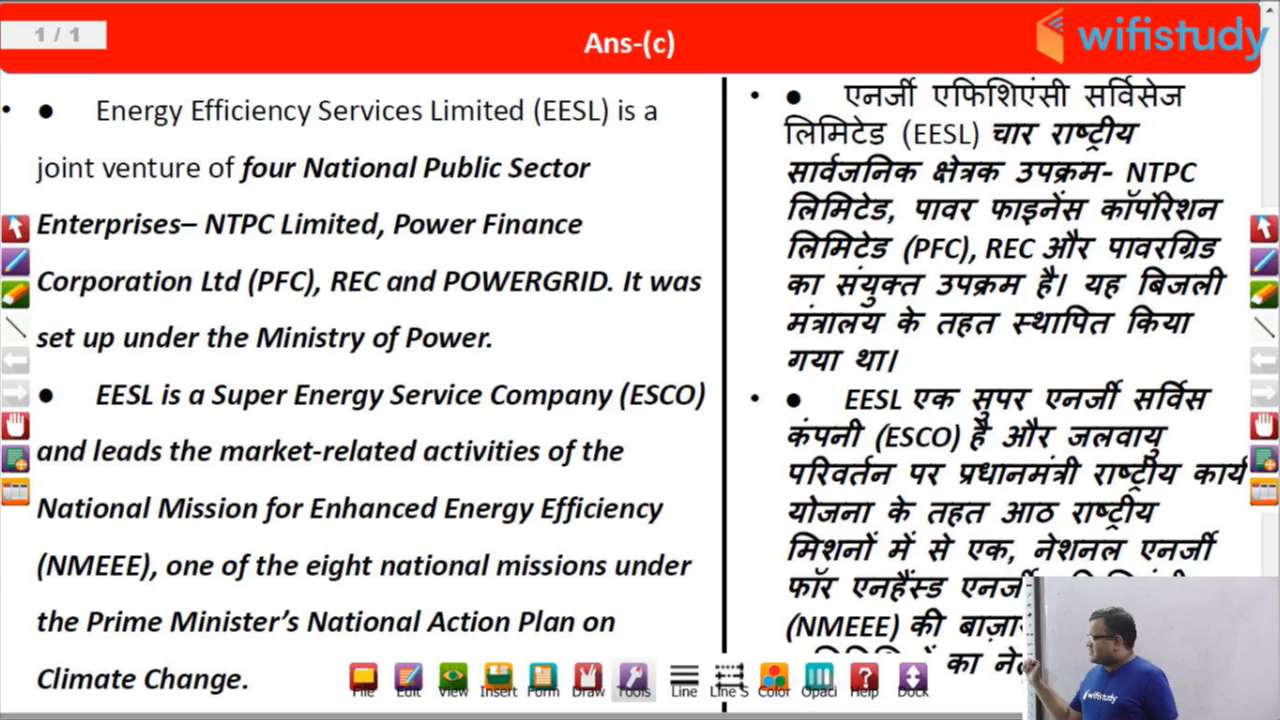 1 / 1
Ans-(c)
wifistudy
● Energy Efficiency Services Limited (EESL) is a
joint venture of four National Public Sector
Enterprises– NTPC Limited, Power Finance
Corporation Ltd (PFC), REC and POWERGRID. It was
set up under the Ministry of Power.
● EESL is a Super Energy Service Company (ESCO)
and leads the market-related activities of the
National Mission for Enhanced Energy Efficiency
(NMEEE), one of the eight national missions under
the Prime Minister’s National Action Plan on
Climate Change.
• ● एनर्जी एफिशिएंसी सर्विसेज
लिमिटेड (EESL) चार राष्ट्रीय
सार्वजनिक क्षेत्रक उपक्रम- NTPC
लिमिटेड, पावर फाइनेंस कॉर्पोरेशन
लिमिटेड (PFC), REC और पावरग्रिड
का संयुक्त उपक्रम है। यह बिजली
मंत्रालय के तहत स्थापित किया
गया था।
• ● EESL एक सुपर एनर्जी सर्विस
कंपनी (ESCO) है और जलवायु
परिवर्तन पर प्रधानमंत्री राष्ट्रीय कार्य
योजना के तहत आठ राष्ट्रीय
मिशनों में से एक, नेशनल एनर्जी
फॉर एनहैंस्ड एनर्जी
(NMEEE) की
का
File Edit View Insert Form Draw Tools Line Line S Color Opaci Help Dock
wifistudy